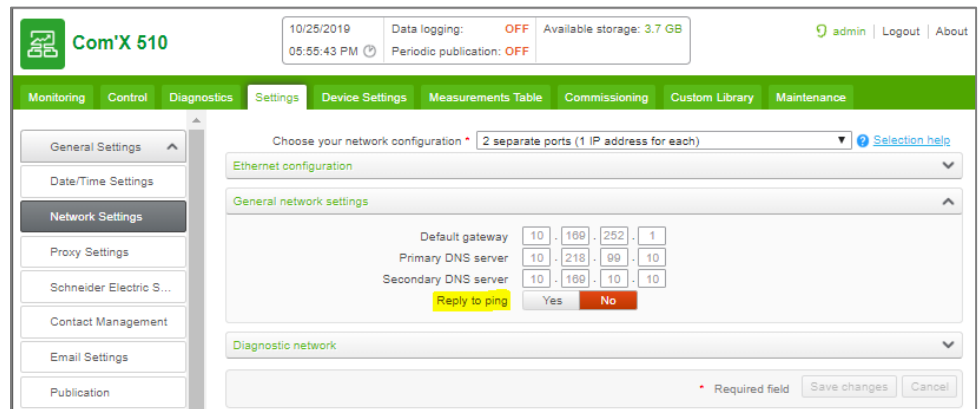 Com'X 510
10/25/2019
05:55:43 PM
Data logging: OFF
Periodic publication: OFF
Available storage: 3.7 GB
admin | Logout | About
Monitoring Control Diagnostics Settings Device Settings Measurements Table Commissioning Custom Library Maintenance
General Settings
Date/Time Settings
Network Settings
Proxy Settings
Schneider Electric S...
Contact Management
Email Settings
Publication
Choose your network configuration * 2 separate ports (1 IP address for each) ? Selection help
Ethernet configuration
General network settings
Default gateway 10 . 169 . 252 . 1
Primary DNS server 10 . 218 . 99 . 10
Secondary DNS server 10 . 169 . 10 . 10
Reply to ping Yes No
Diagnostic network
* Required field Save changes Cancel